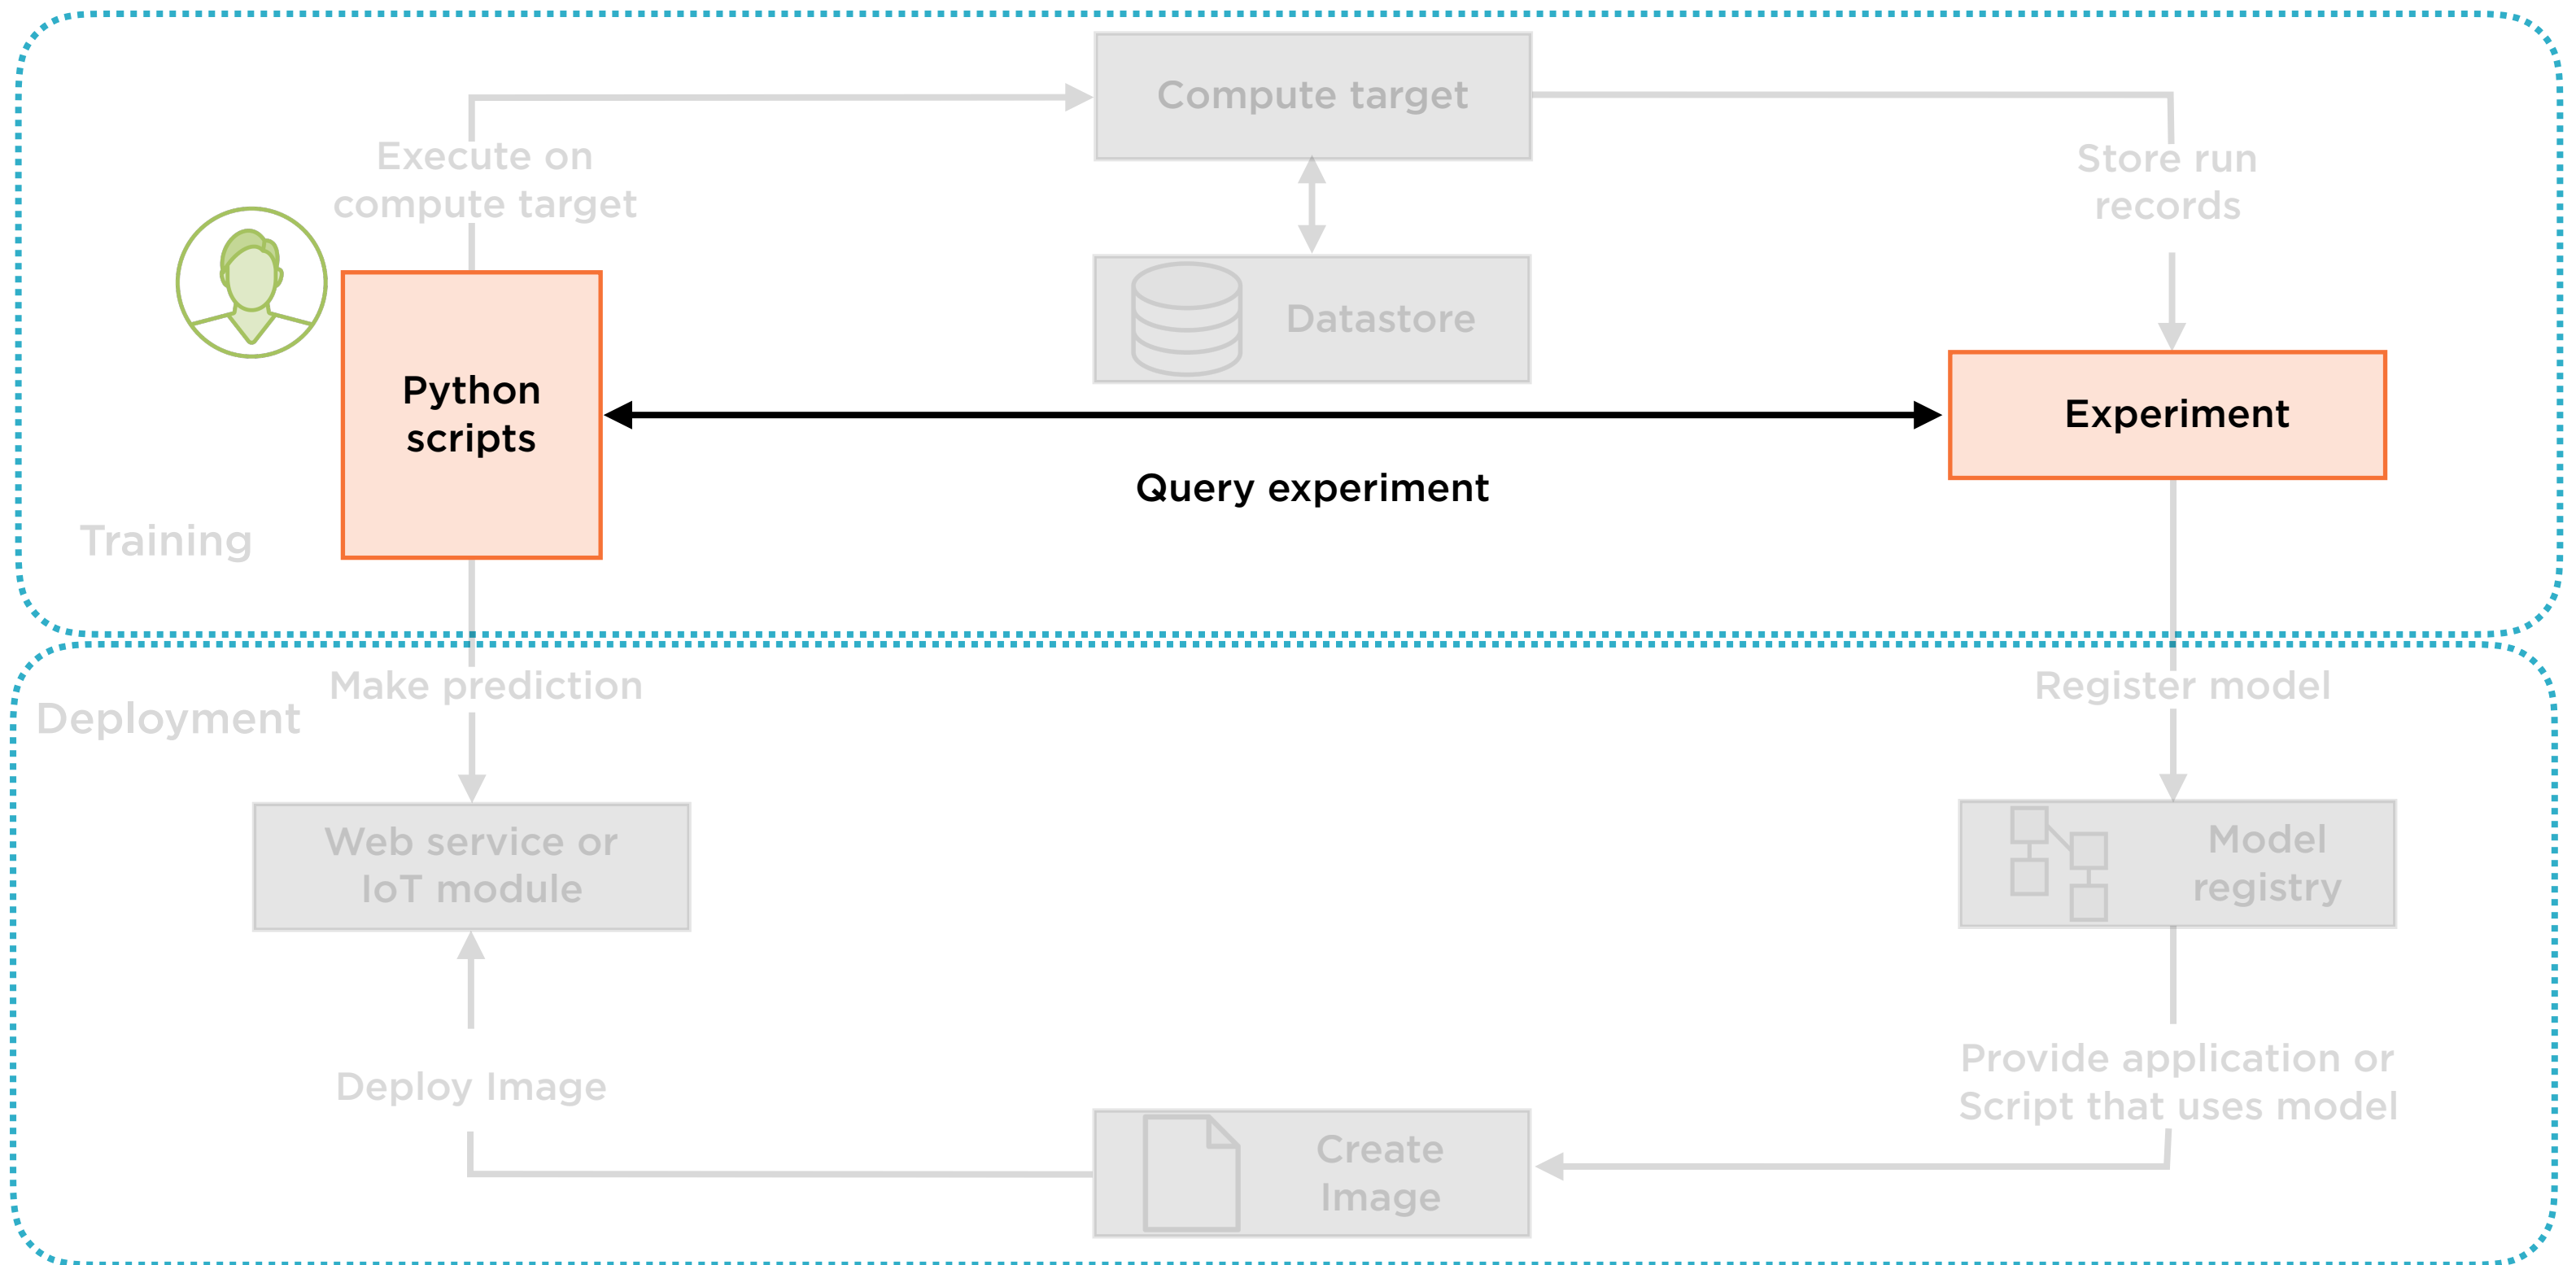 Compute target
Execute on
compute target
Store run
records
Datastore
Python
scripts
Experiment
Query experiment
Training
Make prediction
Register model
Deployment
Web service or
IoT module
Model
registry
Provide application or
Script that uses model
Deploy Image
Create
Image